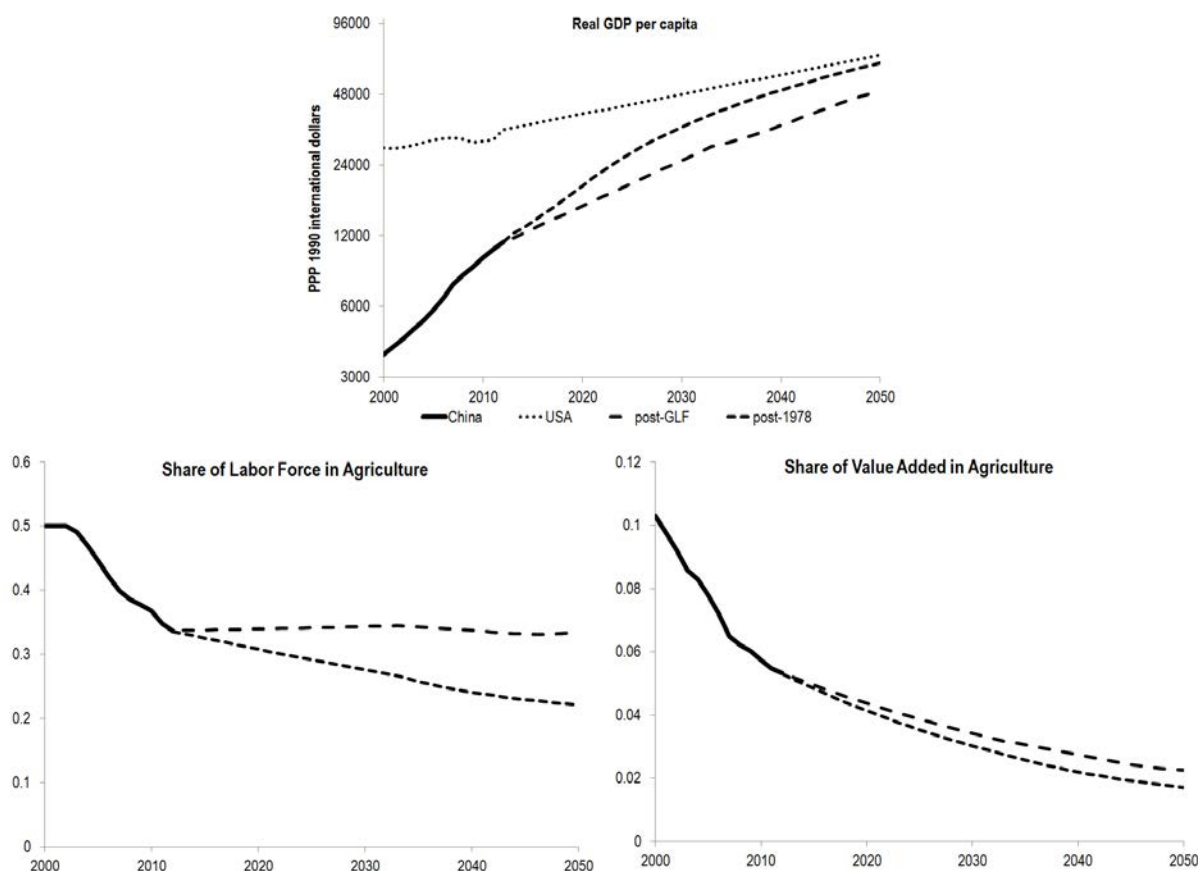 Real GDP per capita
PPP 1990 international dollars
96000
48000
24000
12000
6000
3000
2000 2010 2020 2030 2040 2050
China USA post-GLF post-1978
Share of Labor Force in Agriculture
0.6
0.5
0.4
0.3
0.2
0.1
0
2000 2010 2020 2030 2040 2050
Share of Value Added in Agriculture
0.12
0.1
0.08
0.06
0.04
0.02
0
2000 2010 2020 2030 2040 2050